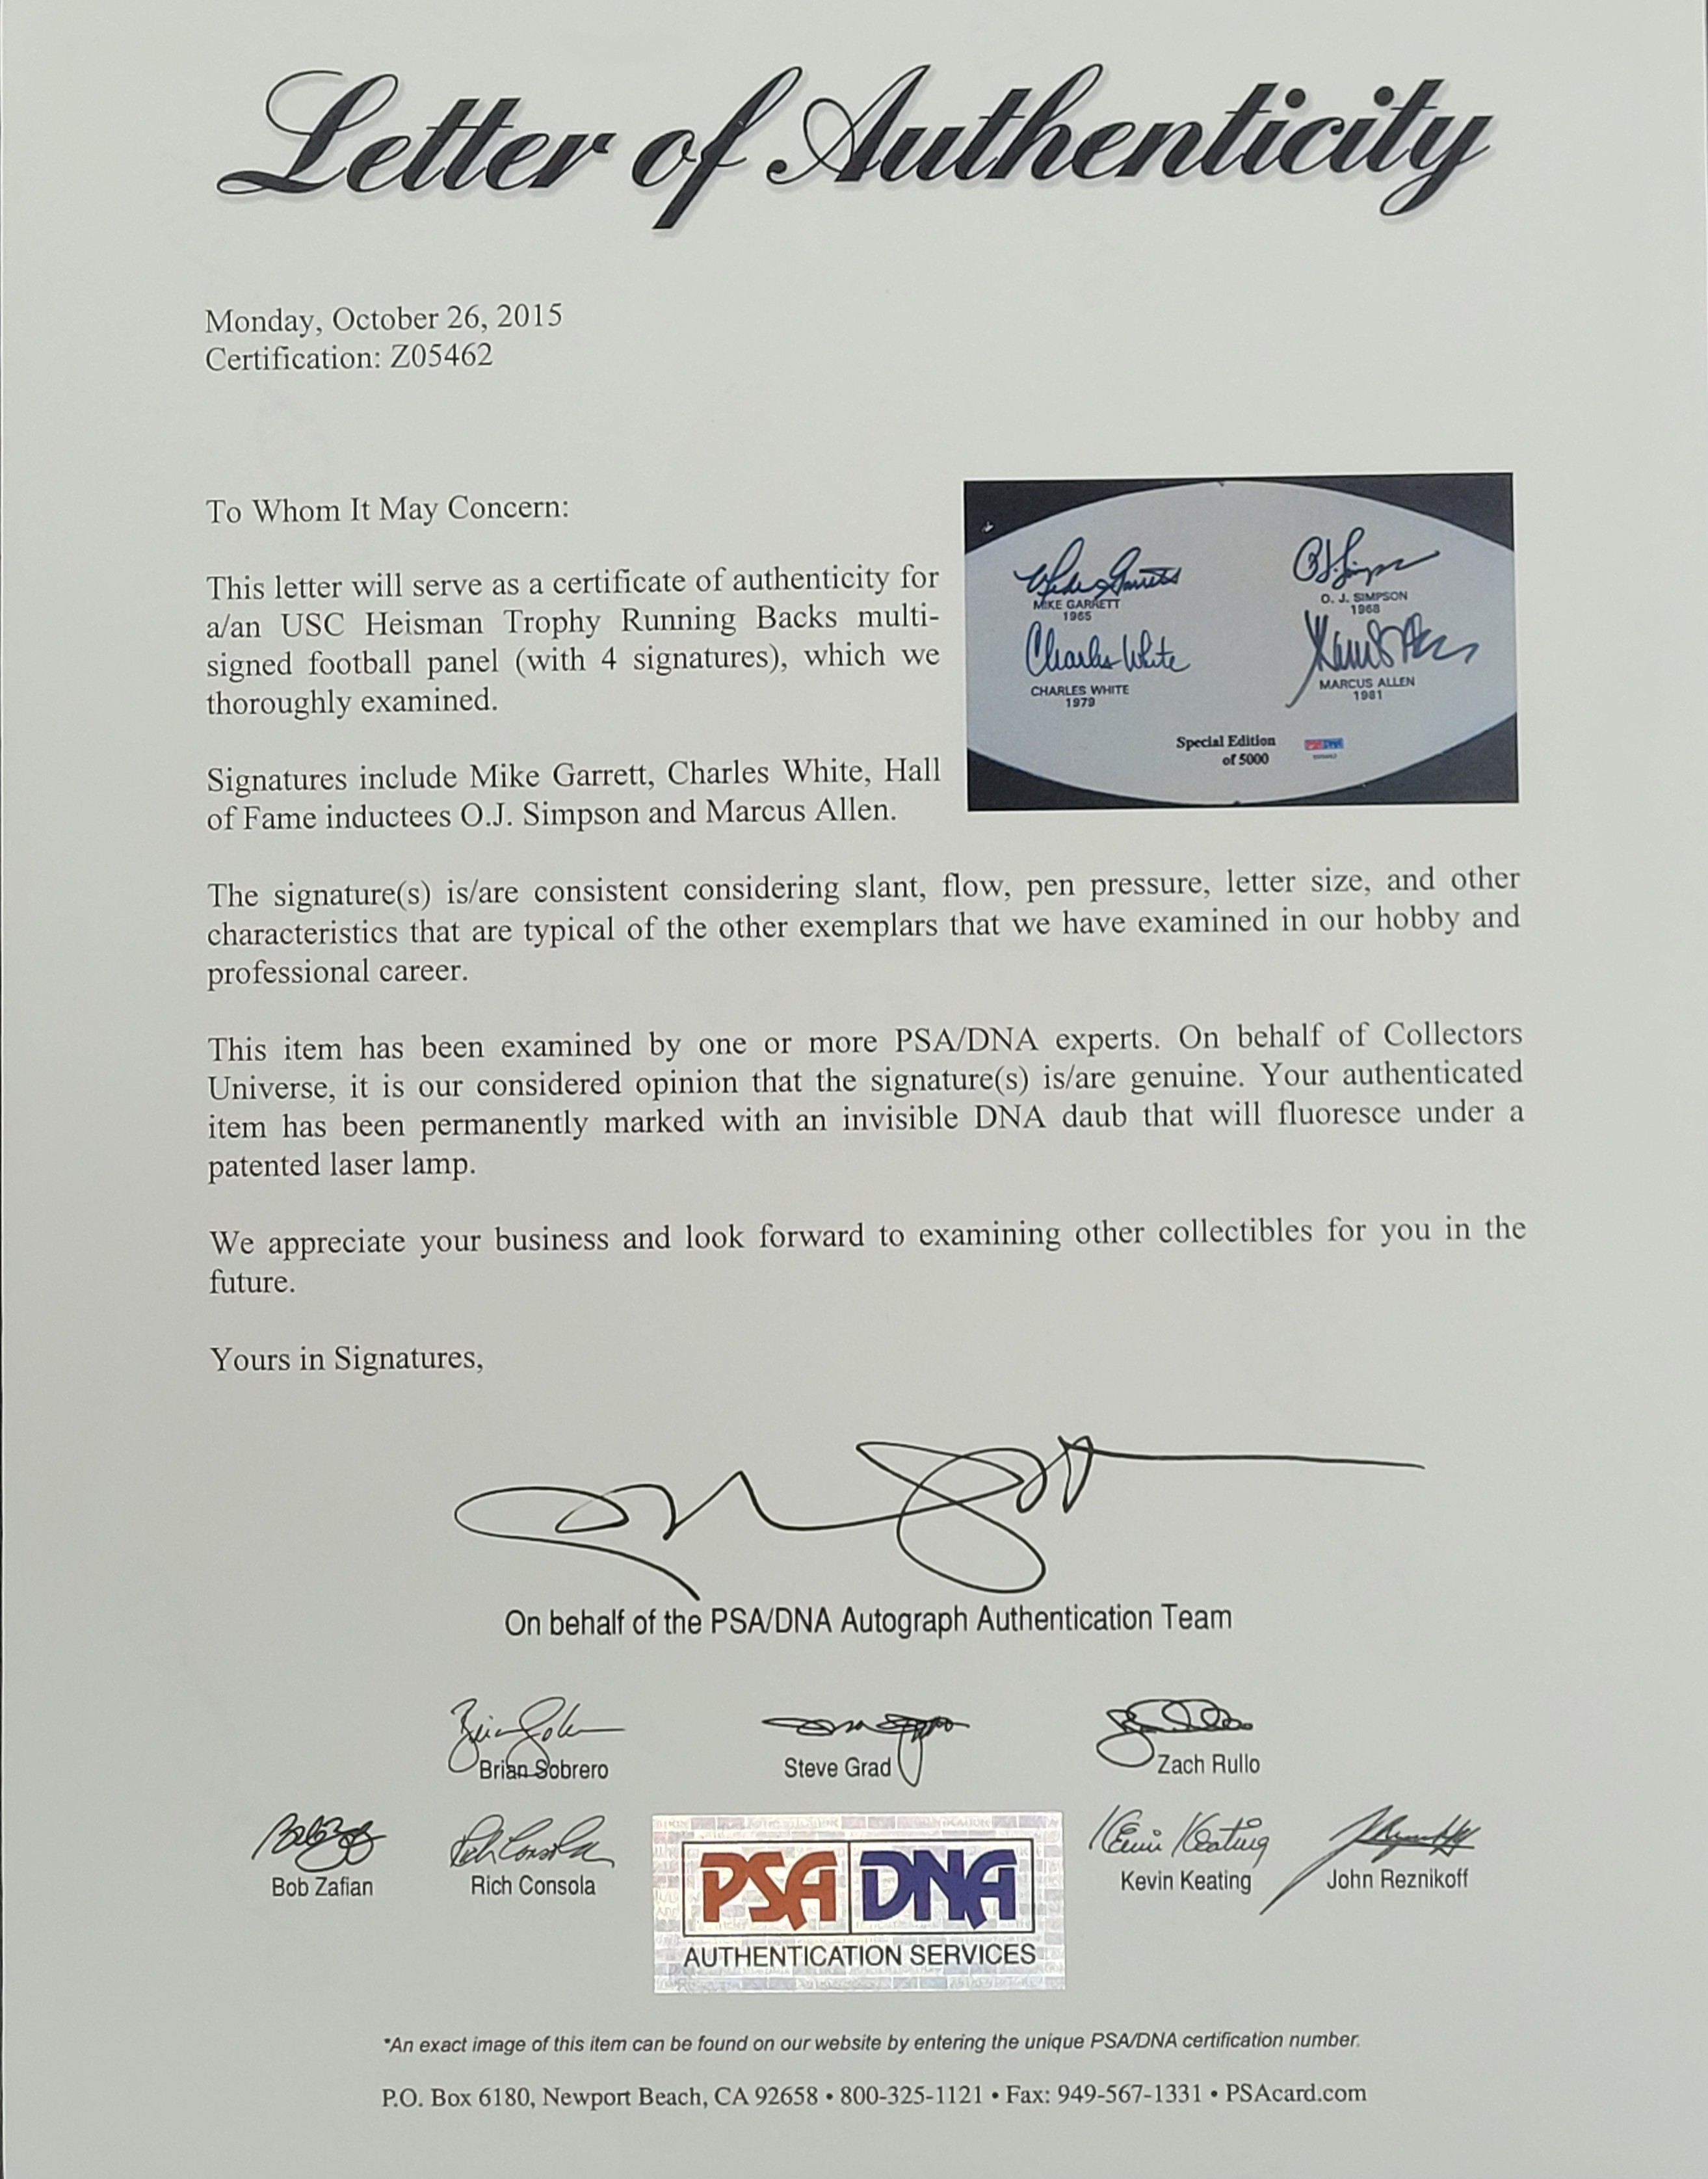 Letter of Authenticity
Monday, October 26, 2015
Certification: Z05462
To Whom It May Concern:
This letter will serve as a certificate of authenticity for
a/an USC Heisman Trophy Running Backs multi-
signed football panel (with 4 signatures), which we
thoroughly examined.
Signatures include Mike Garrett, Charles White, Hall
of Fame inductees O.J. Simpson and Marcus Allen.
Mike Garrett
MIKE GARRETT
1965
O. J. SIMPSON
1968
Charles White
CHARLES WHITE
1979
MARCUS ALLEN
1981
Special Edition
of 5000
PSA DNA
The signature(s) is/are consistent considering slant, flow, pen pressure, letter size, and other
characteristics that are typical of the other exemplars that we have examined in our hobby and
professional career.
This item has been examined by one or more PSA/DNA experts. On behalf of Collectors
Universe, it is our considered opinion that the signature(s) is/are genuine. Your authenticated
item has been permanently marked with an invisible DNA daub that will fluoresce under a
patented laser lamp.
We appreciate your business and look forward to examining other collectibles for you in the
future.
Yours in Signatures,
On behalf of the PSA/DNA Autograph Authentication Team
Brian Sobrero
Steve Grad
Zach Rullo
Bob Zafian
Rich Consola
Kevin Keating
Kevin Keating
John Reznikoff
PSA DNA
AUTHENTICATION SERVICES
*An exact image of this item can be found on our website by entering the unique PSA/DNA certification number.
P.O. Box 6180, Newport Beach, CA 92658 • 800-325-1121 • Fax: 949-567-1331 • PSAcard.com